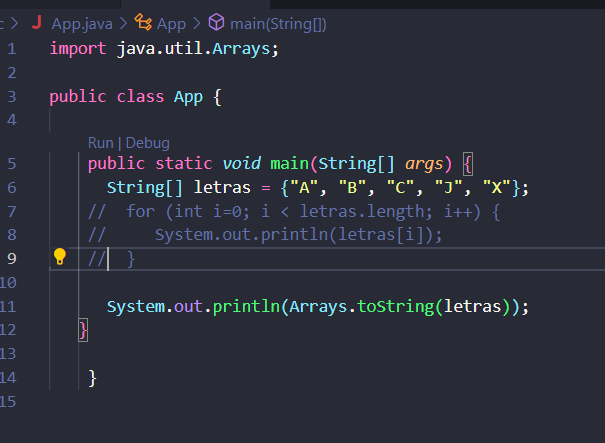 c > J App.java > App > main(String[])
1 import java.util.Arrays;
2
3 public class App {
4
Run | Debug
5 public static void main(String[] args) {
6 String[] letras = {"A", "B", "C", "J", "X"};
7 //  for (int i=0; i < letras.length; i++) {
8 //     System.out.println(letras[i]);
9 //  }
10
11 System.out.println(Arrays.toString(letras));
12 }
13
14 }
15